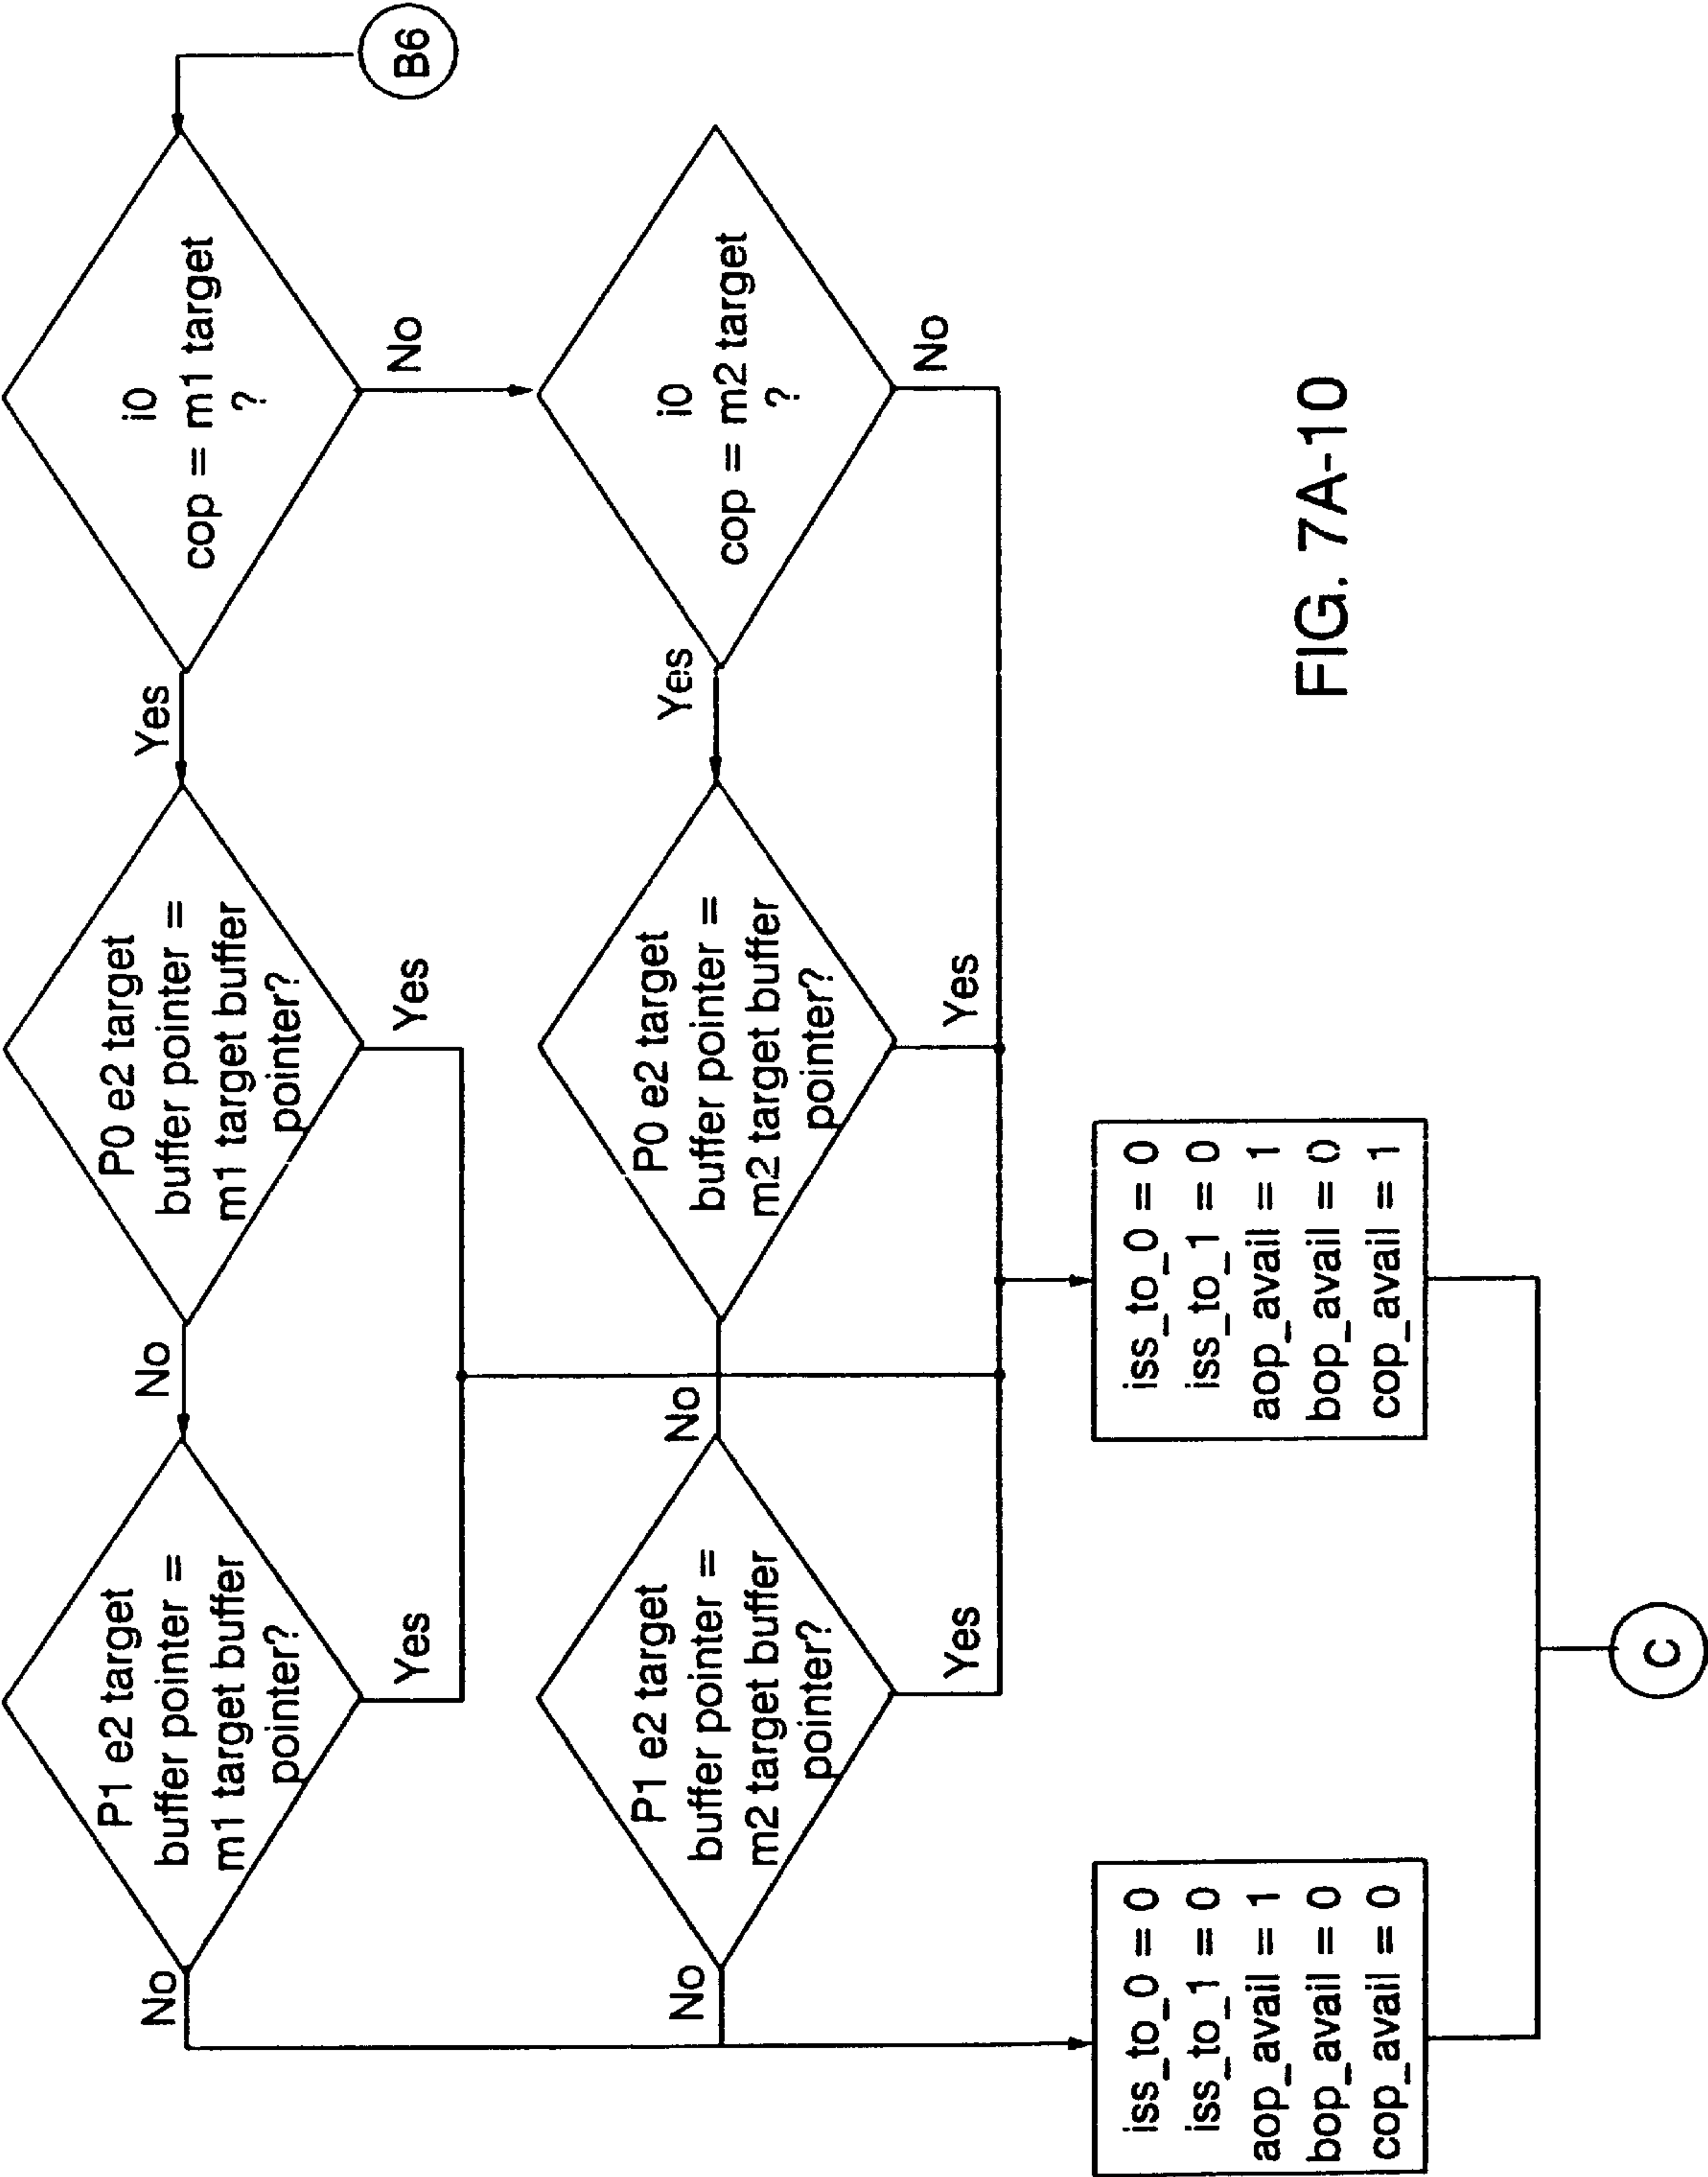 B6
i0
cop = m1 target
?
Yes
No
P0 e2 target
buffer pointer =
m1 target buffer
pointer?
No
Yes
P1 e2 target
buffer pointer =
m1 target buffer
pointer?
No
Yes
i0
cop = m2 target
?
Yes
No
P0 e2 target
buffer pointer =
m2 target buffer
pointer?
No
Yes
P1 e2 target
buffer pointer =
m2 target buffer
pointer?
No
Yes
iss_to_0 = 0
iss_to_1 = 0
aop_avail = 1
bop_avail = 0
cop_avail = 1
iss_to_0 = 0
iss_to_1 = 0
aop_avail = 1
bop_avail = 0
cop_avail = 0
C
FIG. 7A-10